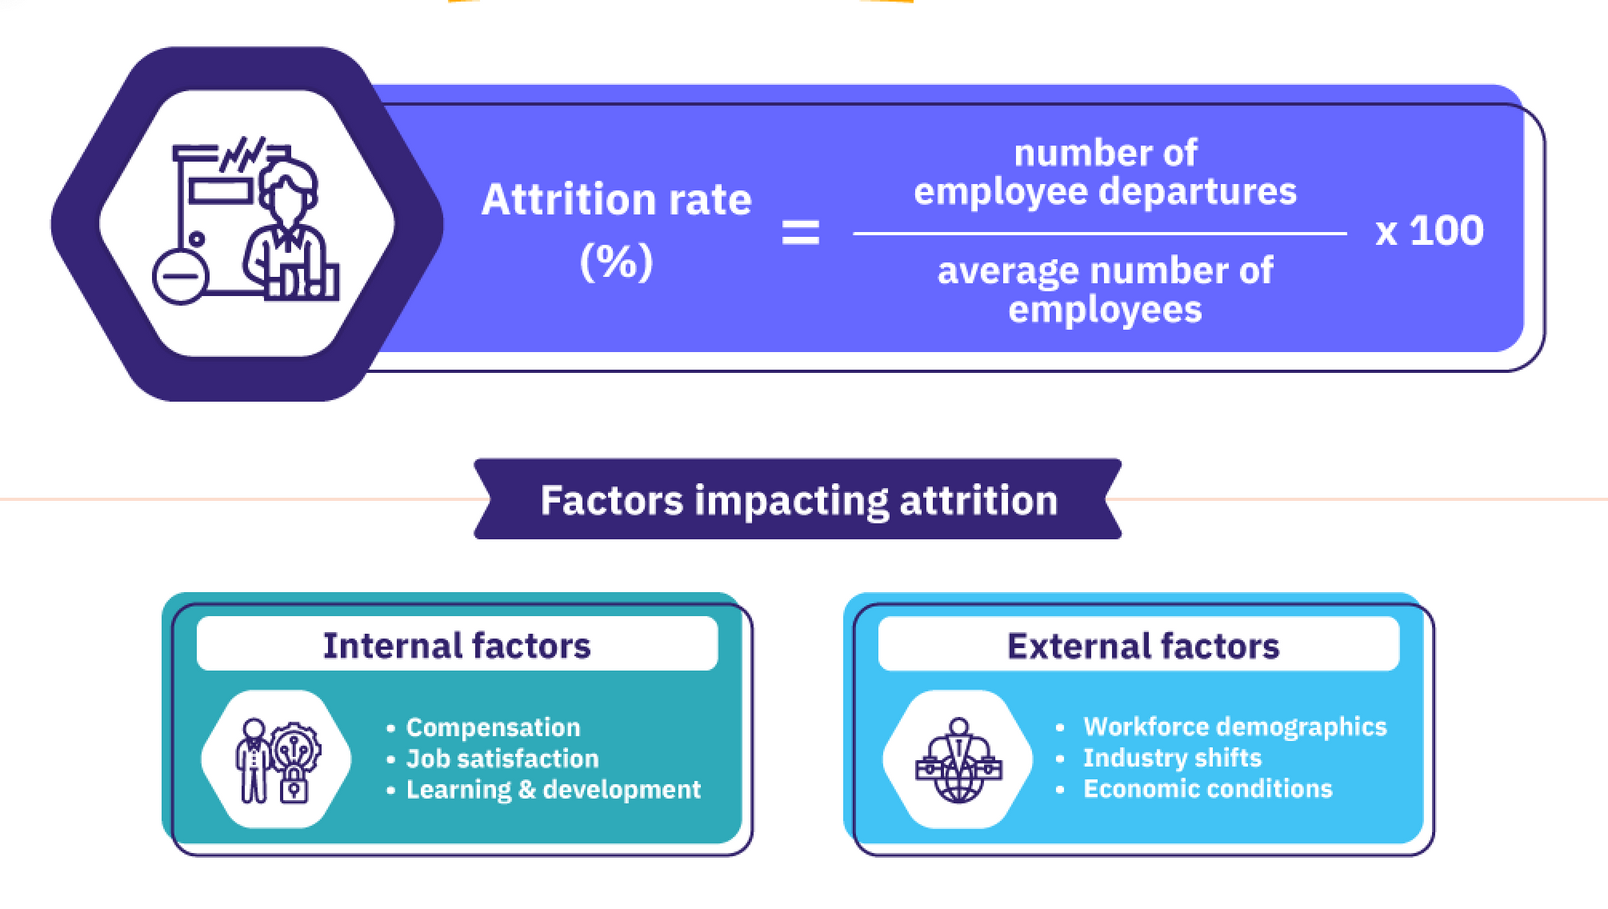 Attrition rate
(%)
=
number of
employee departures
average number of
employees
x 100
Factors impacting attrition
Internal factors
• Compensation
• Job satisfaction
• Learning & development
External factors
• Workforce demographics
• Industry shifts
• Economic conditions